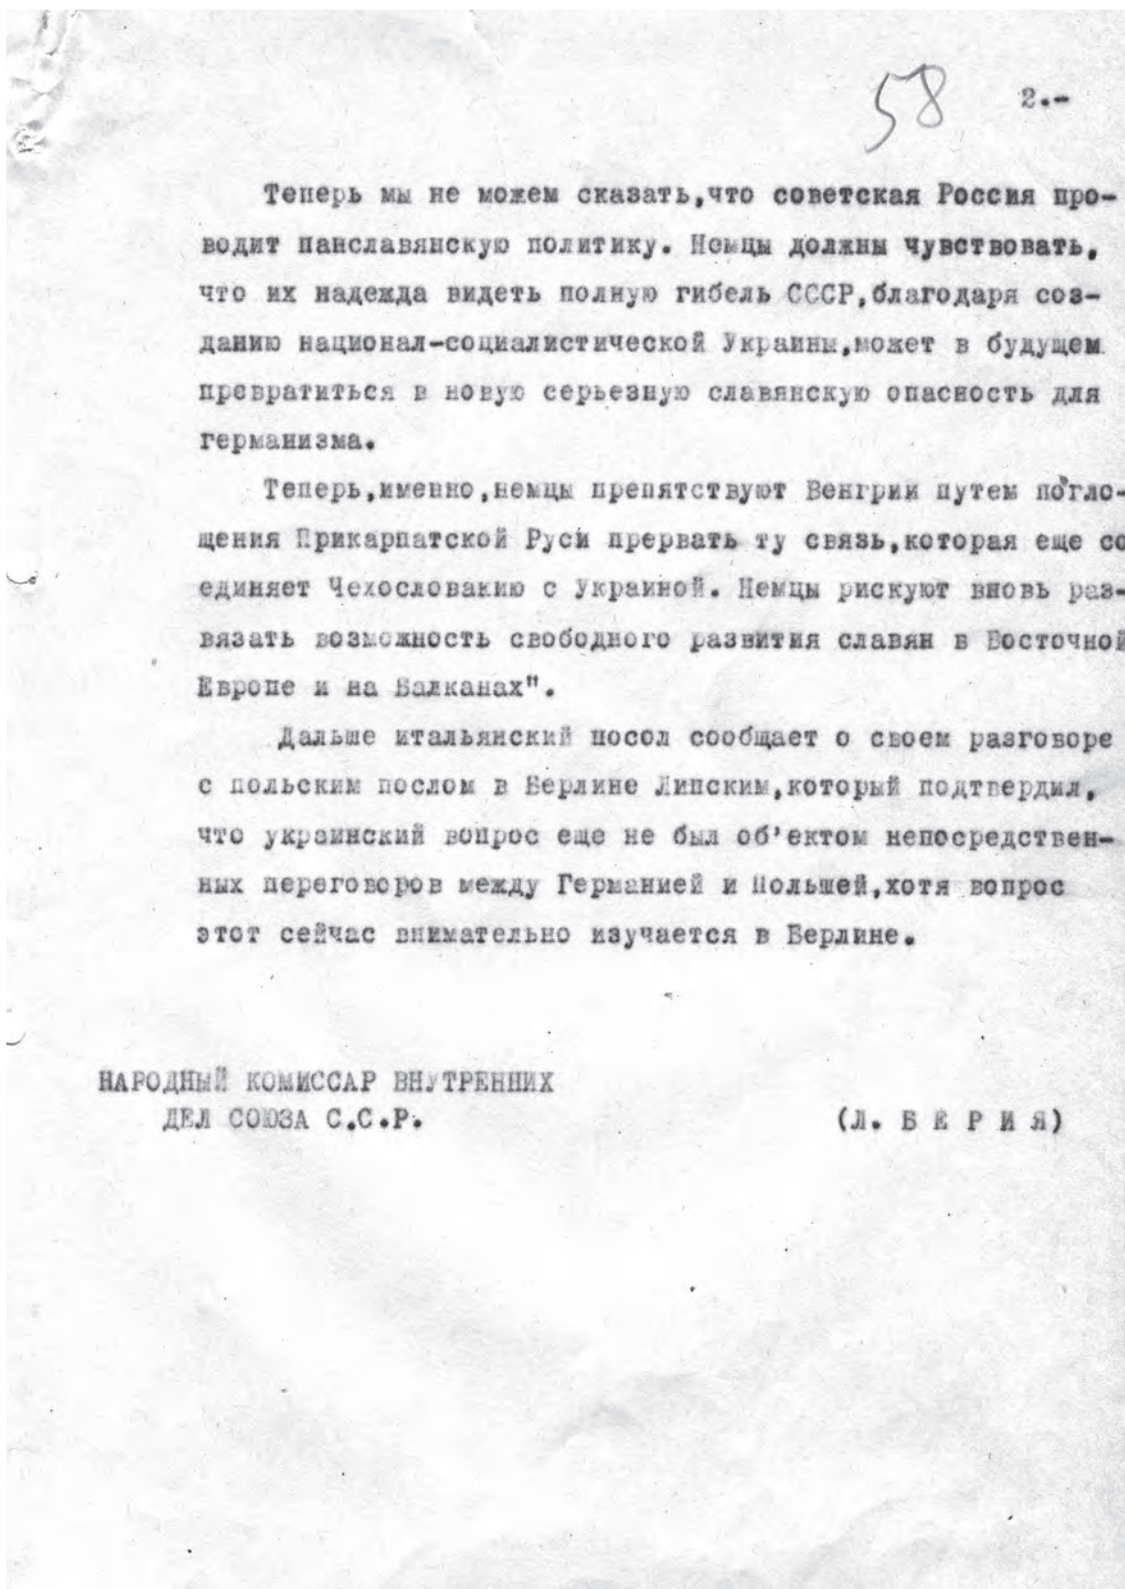 58 2.-
Теперь мы не можем сказать,что советская Россия про-
водит панславянскую политику. Немцы должны чувствовать,
что их надежда видеть полную гибель СССР,благодаря соз-
данию национал-социалистической Украины,может в будущем
превратиться в новую серьезную славянскую опасность для
германизма.
Теперь,именно,немцы препятствуют Венгрии путем погло-
щения Прикарпатской Руси прервать ту связь,которая еще со
единяет Чехословакию с Украиной. Немцы рискуют вновь раз-
вязать возможность свободного развития славян в Восточной
Европе и на Балканах".
Дальше итальянский посол сообщает о своем разговоре
с польским послом в Берлине Липским,который подтвердил,
что украинский вопрос еще не был об'ектом непосредствен-
ных переговоров между Германией и Польшей,хотя вопрос
этот сейчас внимательно изучается в Берлине.
НАРОДНЫЙ КОМИССАР ВНУТРЕННИХ
ДЕЛ СОЮЗА С.С.Р. (Л. Б Е Р И Я)